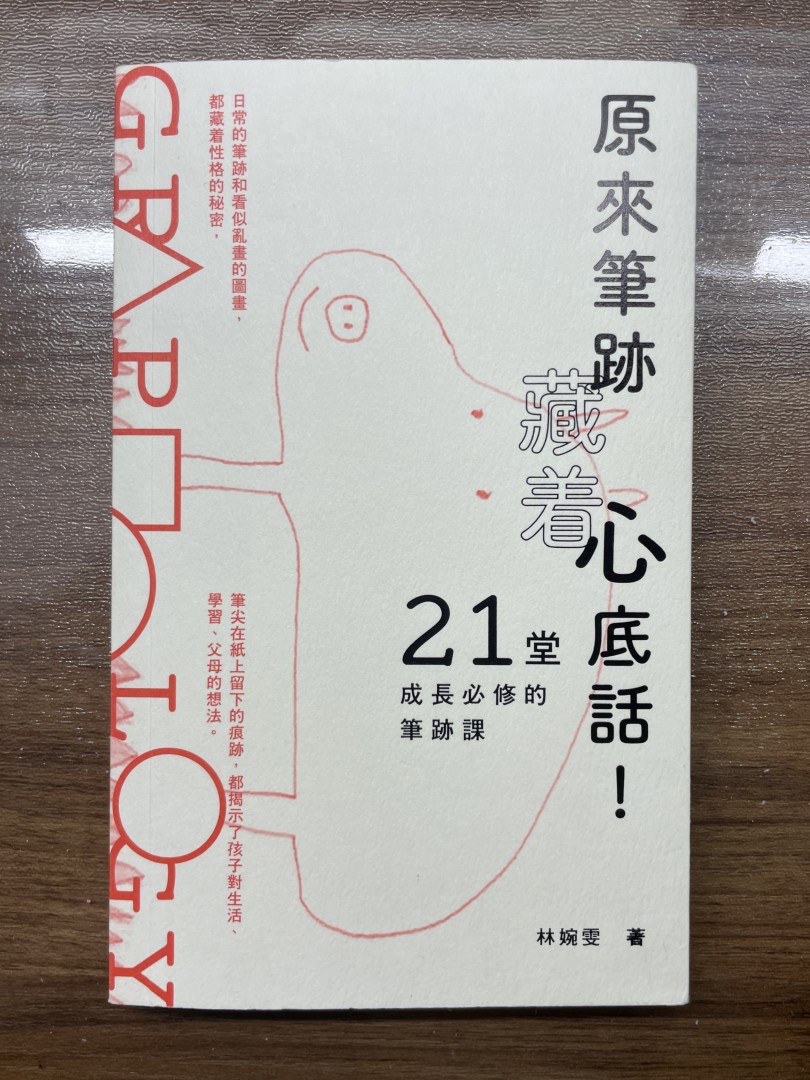 原來筆跡
藏着
心底話！
21堂
成長必修的
筆跡課
林婉雯 著
日常的筆跡和看似亂畫的圖畫，
都藏着性格的秘密，
筆尖在紙上留下的痕跡，都揭示了孩子對生活、
學習、父母的想法。
GRAPHOLOGY